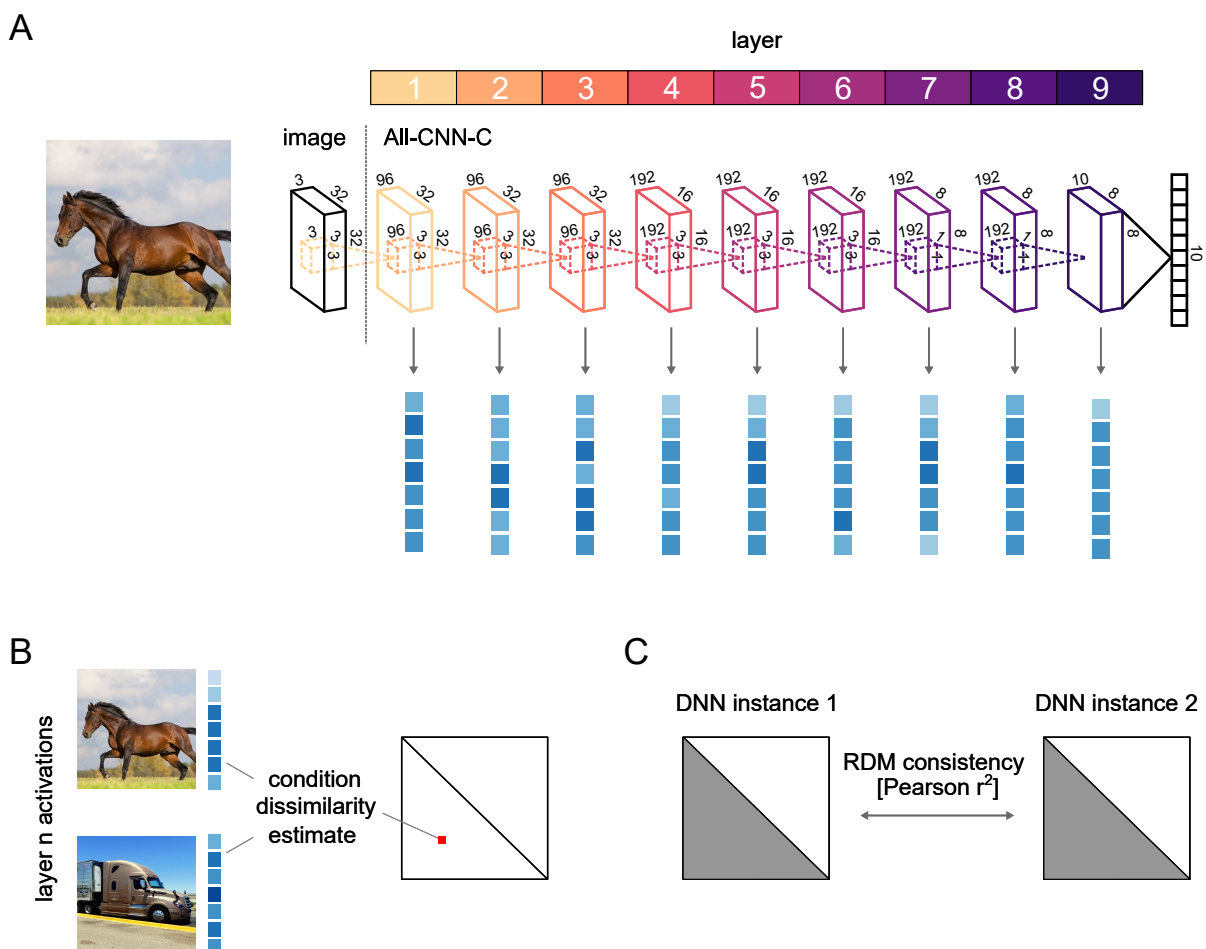 A
layer
1 2 3 4 5 6 7 8 9
image All-CNN-C
3 32 96 32 96 32 96 32 192 16 192 16 192 16 192 8 192 8 10 8
3 3 3 32 96 3 3 32 96 3 3 32 96 3 3 32 192 3 3 16 192 3 3 16 192 3 3 16 192 1 1 8 192 1 1 8 8 10
B
layer n activations
condition
dissimilarity
estimate
C
DNN instance 1 DNN instance 2
RDM consistency
[Pearson r²]